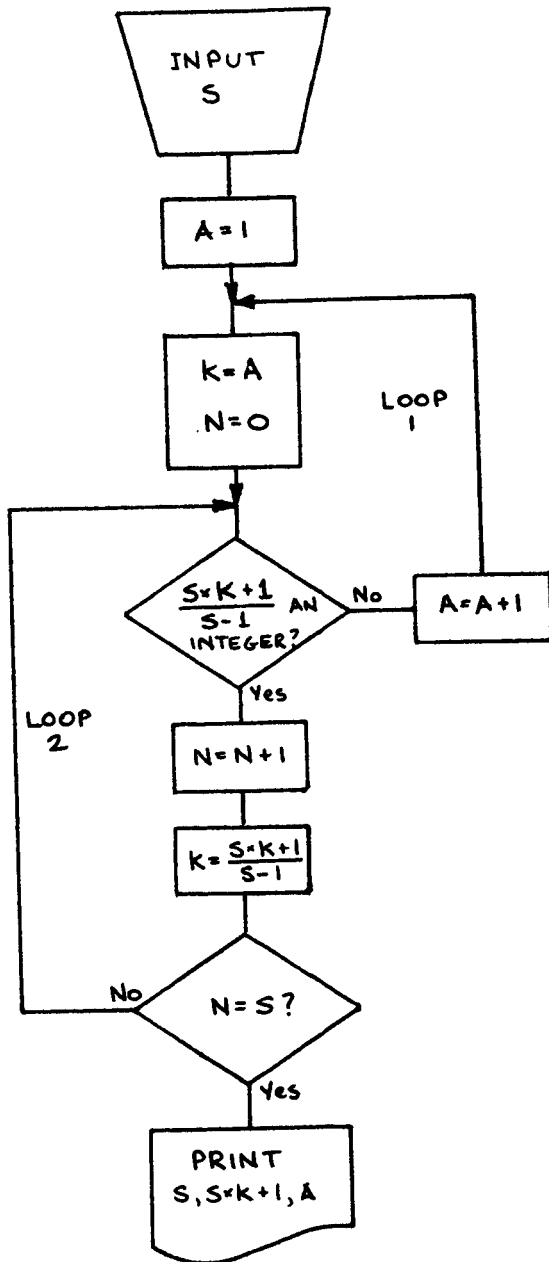 INPUT
S
A = 1
K = A
N = 0
LOOP
1
S×K+1
S-1
AN
INTEGER?
No
A = A+1
Yes
LOOP
2
N = N+1
K = S×K+1
S-1
No
N = S?
Yes
PRINT
S, S×K+1, A